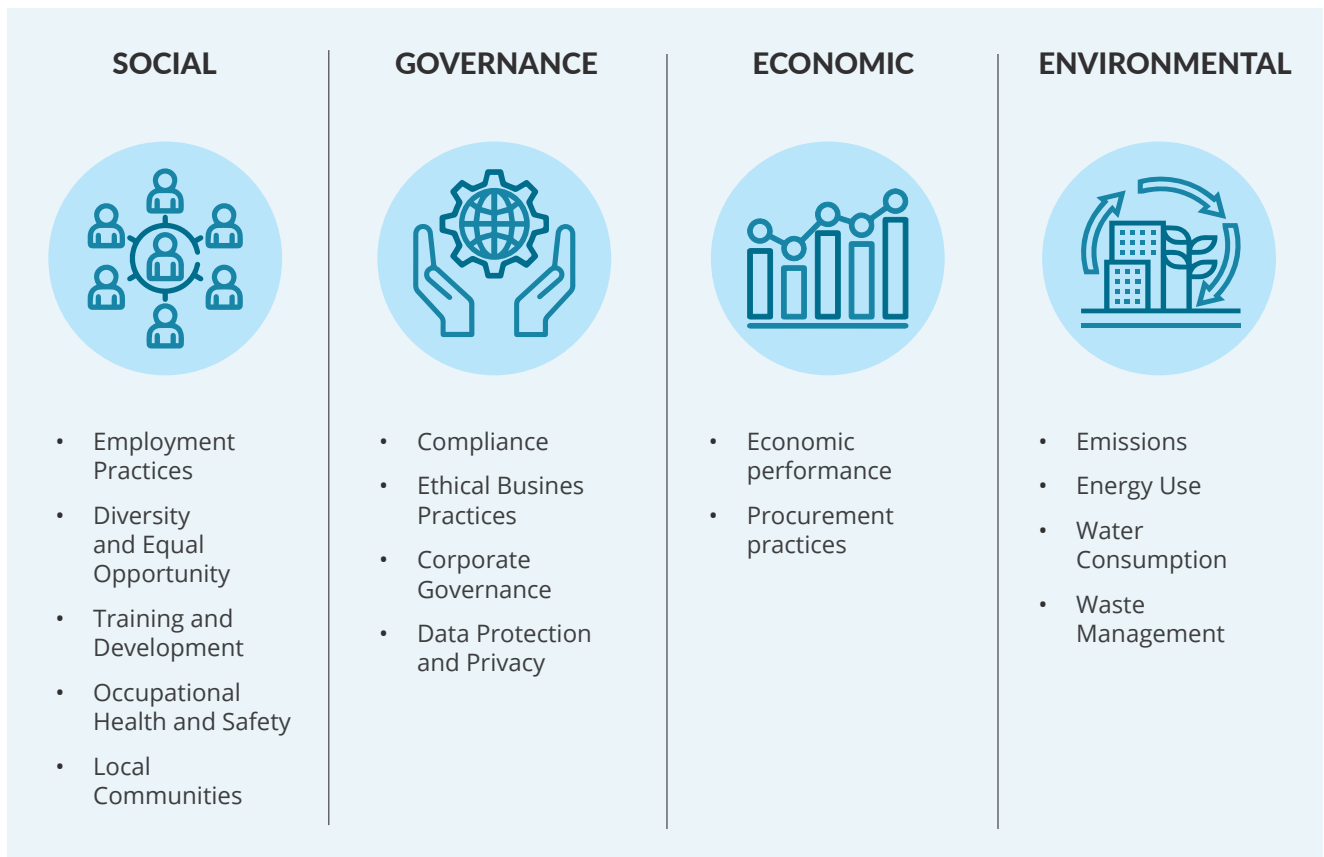 SOCIAL
Employment
Practices
Diversity
and Equal
Opportunity
Training and
Development
Occupational
Health and Safety
Local
Communities
GOVERNANCE
Compliance
Ethical Busines
Practices
Corporate
Governance
Data Protection
and Privacy
ECONOMIC
Economic
performance
Procurement
practices
ENVIRONMENTAL
Emissions
Energy Use
Water
Consumption
Waste
Management